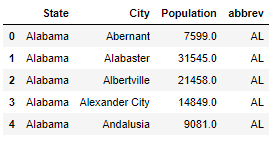 State City Population abbrev
0 Alabama Abernant 7599.0 AL
1 Alabama Alabaster 31545.0 AL
2 Alabama Albertville 21458.0 AL
3 Alabama Alexander City 14849.0 AL
4 Alabama Andalusia 9081.0 AL